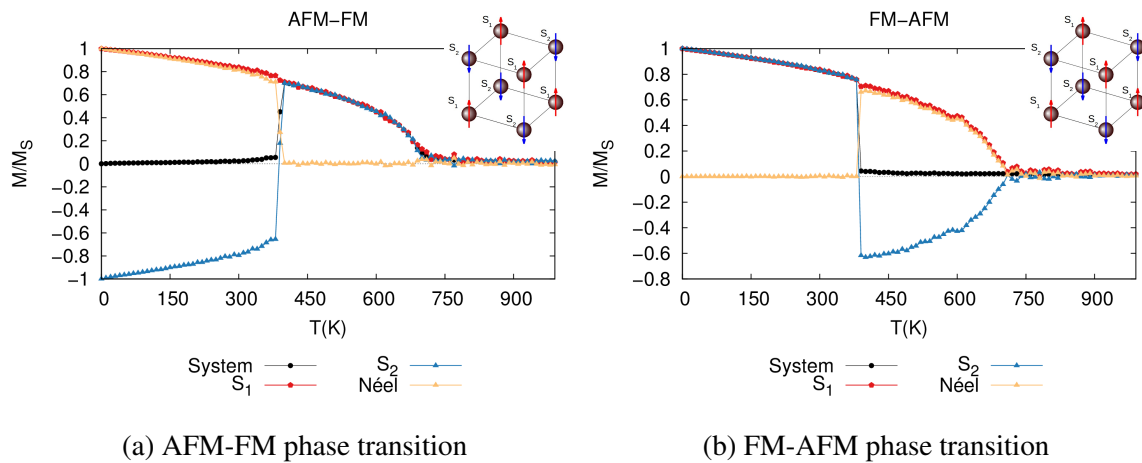 AFM−FM
M/M_S
1
0.8
0.6
0.4
0.2
0
−0.2
−0.4
−0.6
−0.8
−1
0 150 300 450 600 750 900
T(K)
S_1
S_2 S_2
S_1
S_2
S_1 S_1
S_2
System S_2
S_1 Néel
(a) AFM-FM phase transition
FM−AFM
M/M_S
1
0.8
0.6
0.4
0.2
0
−0.2
−0.4
−0.6
−0.8
0 150 300 450 600 750 900
T(K)
S_1
S_2 S_2
S_1
S_2
S_1 S_1
S_2
System S_2
S_1 Néel
(b) FM-AFM phase transition